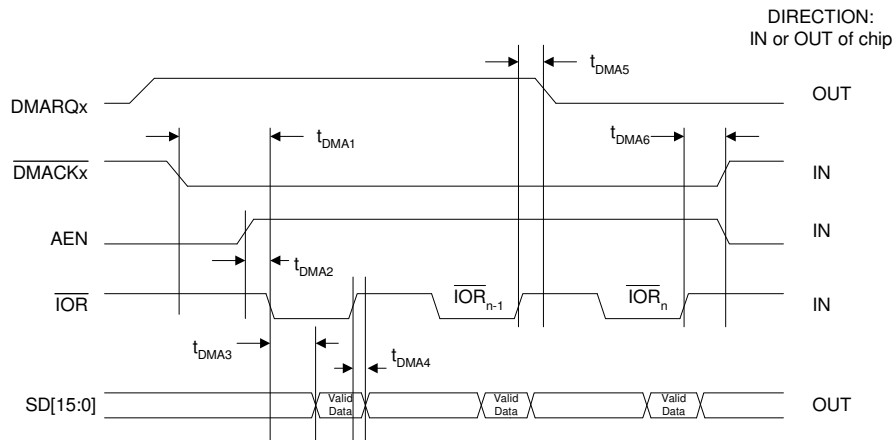 DIRECTION:
IN or OUT of chip
tDMA5
DMARQx
OUT
tDMA1
tDMA6
DMACKx
IN
AEN
IN
tDMA2
IOR
IORn-1
IORn
IN
tDMA3
tDMA4
SD[15:0]
Valid
Data
Valid
Data
Valid
Data
OUT